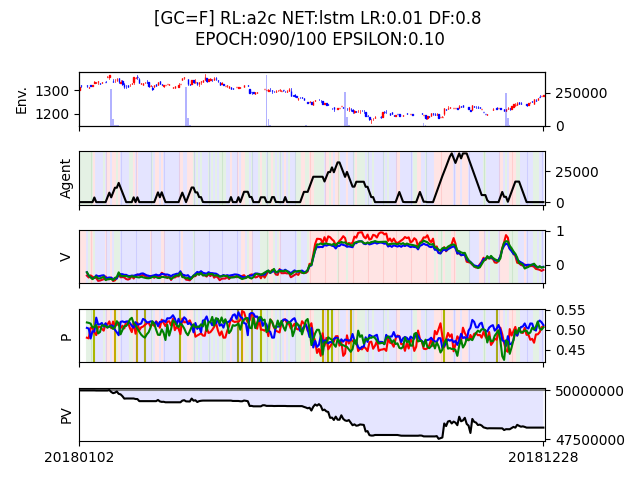 [GC=F] RL:a2c NET:lstm LR:0.01 DF:0.8
EPOCH:090/100 EPSILON:0.10
Env.
1300
1200
250000
0
Agent
25000
0
V
1
0
P
0.55
0.50
0.45
PV
50000000
47500000
20180102
20181228